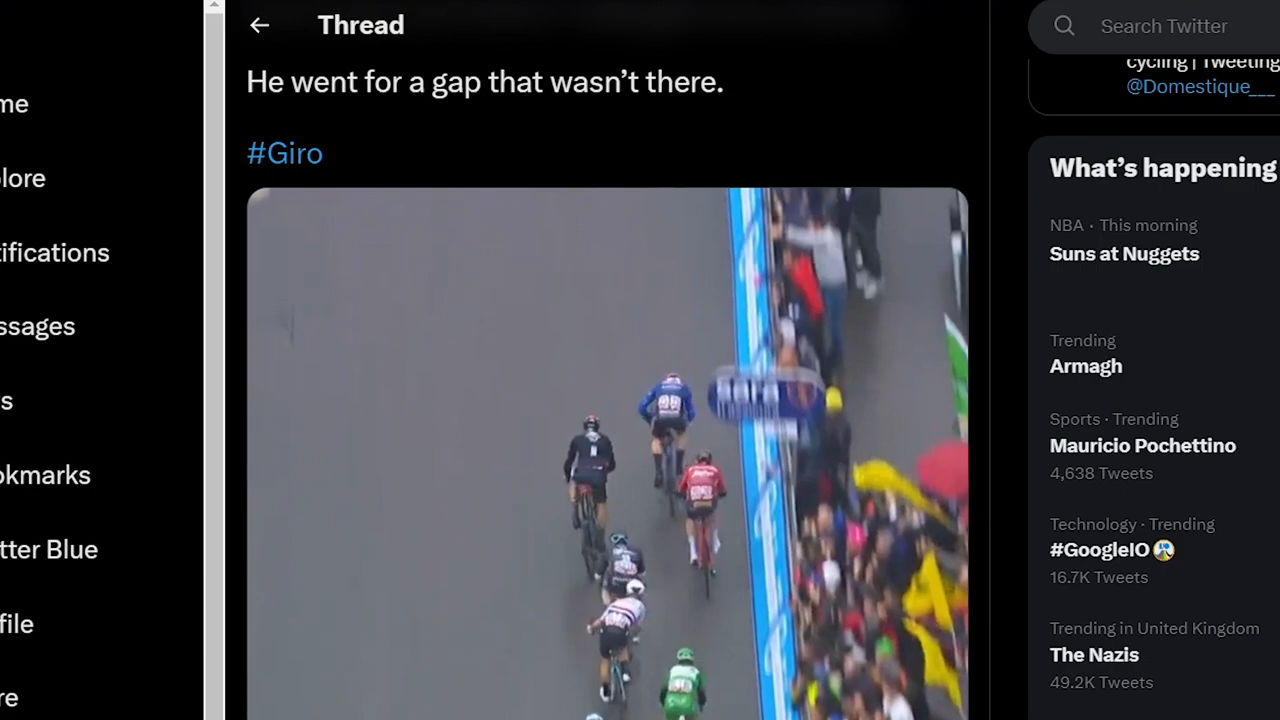 Thread
He went for a gap that wasn't there.
#Giro
me
plore
tifications
ssages
s
okmarks
tter Blue
file
re
Search Twitter
cycling | Tweeting
@Domestique___
What's happening
NBA · This morning
Suns at Nuggets
Trending
Armagh
Sports · Trending
Mauricio Pochettino
4,638 Tweets
Technology · Trending
#GoogleIO
16.7K Tweets
Trending in United Kingdom
The Nazis
49.2K Tweets